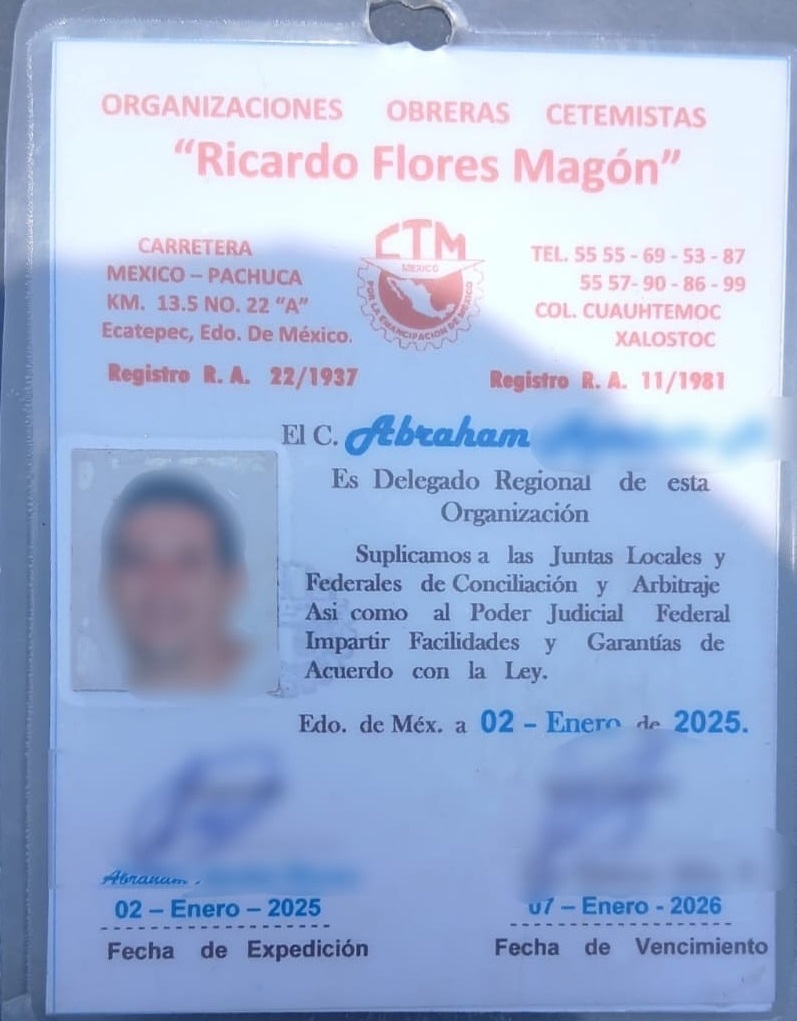 ORGANIZACIONES OBRERAS CETEMISTAS
“Ricardo Flores Magón”
CARRETERA
MEXICO – PACHUCA
KM. 13.5 NO. 22 “A”
Ecatepec, Edo. De México.
CTM
MEXICO
POR LA EMANCIPACION DE MEXICO
TEL. 55 55 - 69 - 53 - 87
55 57- 90 - 86 - 99
COL. CUAUHTEMOC
XALOSTOC
Registro R. A. 22/1937
Registro R. A. 11/1981
El C. Abraham
Es Delegado Regional de esta
Organización
Suplicamos a las Juntas Locales y
Federales de Conciliación y Arbitraje
Asi como al Poder Judicial Federal
Impartir Facilidades y Garantías de
Acuerdo con la Ley.
Edo. de Méx. a 02 – Enero de 2025.
Abraham
02 – Enero – 2025
Fecha de Expedición
07 – Enero - 2026
Fecha de Vencimiento